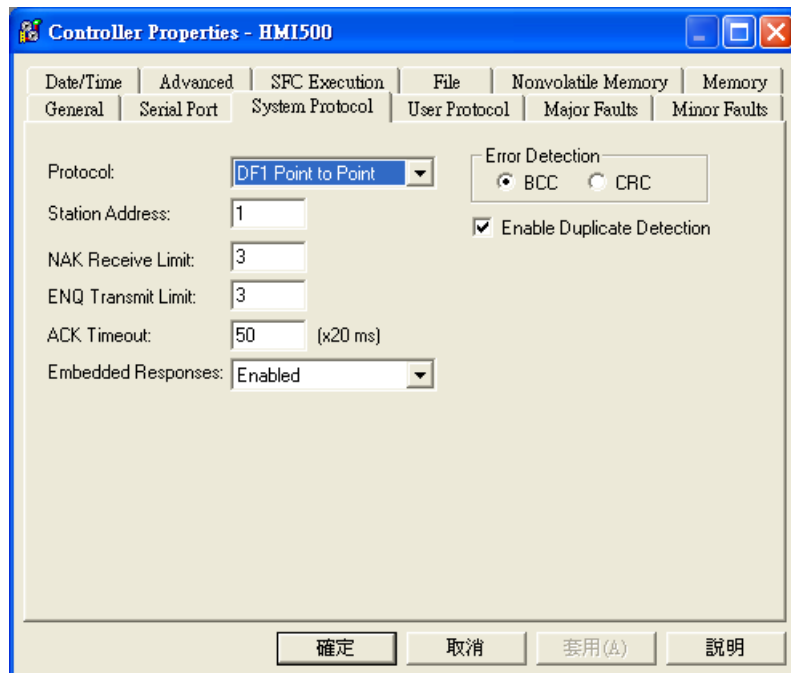 Controller Properties - HMI500
Date/Time Advanced SFC Execution File Nonvolatile Memory Memory
General Serial Port System Protocol User Protocol Major Faults Minor Faults
Protocol: DF1 Point to Point
Error Detection
BCC CRC
Station Address: 1
Enable Duplicate Detection
NAK Receive Limit: 3
ENQ Transmit Limit: 3
ACK Timeout: 50 (x20 ms)
Embedded Responses: Enabled
確定 取消 套用(A) 說明